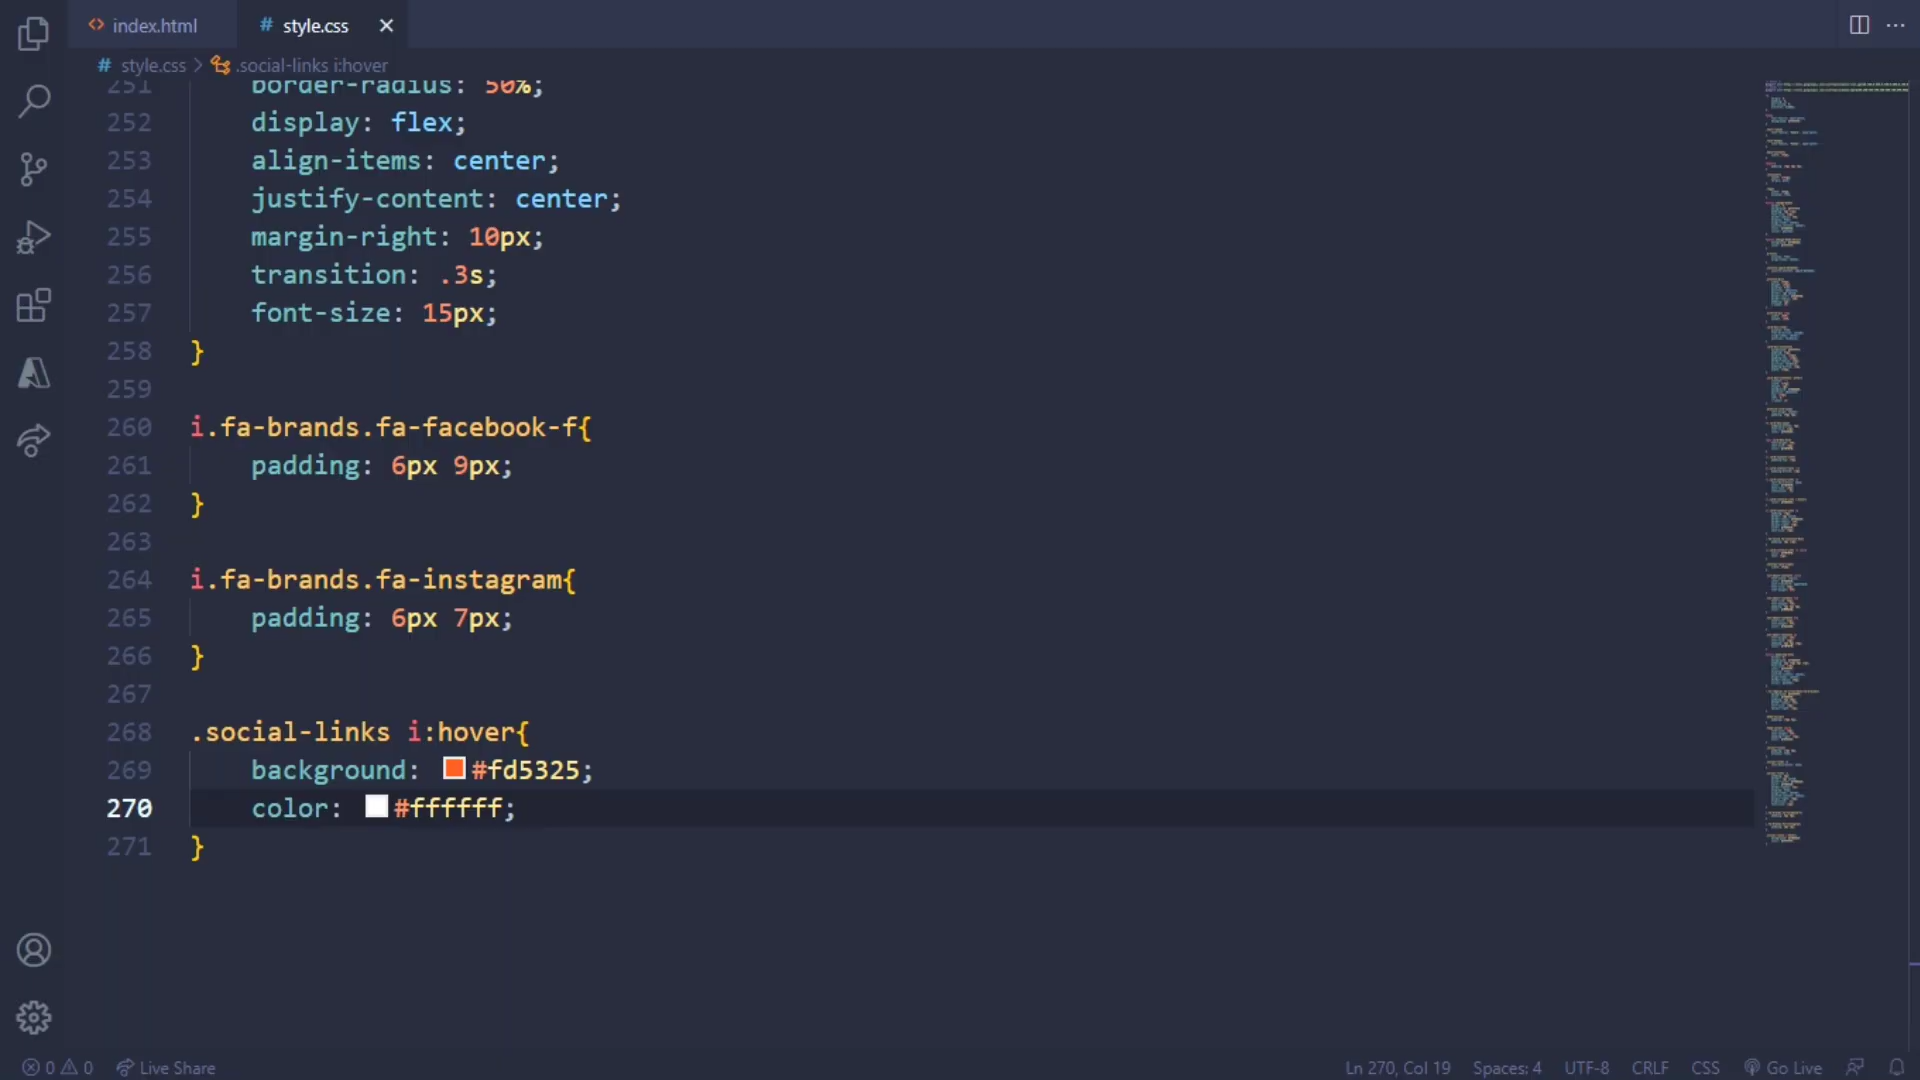 index.html
style.css
style.css > .social-links i:hover
251 border-radius: 50%;
252 display: flex;
253 align-items: center;
254 justify-content: center;
255 margin-right: 10px;
256 transition: .3s;
257 font-size: 15px;
258 }
259
260 i.fa-brands.fa-facebook-f{
261 padding: 6px 9px;
262 }
263
264 i.fa-brands.fa-instagram{
265 padding: 6px 7px;
266 }
267
268 .social-links i:hover{
269 background: #fd5325;
270 color: #ffffff;
271 }
0 0 Live Share Ln 270, Col 19 Spaces: 4 UTF-8 CRLF CSS Go Live